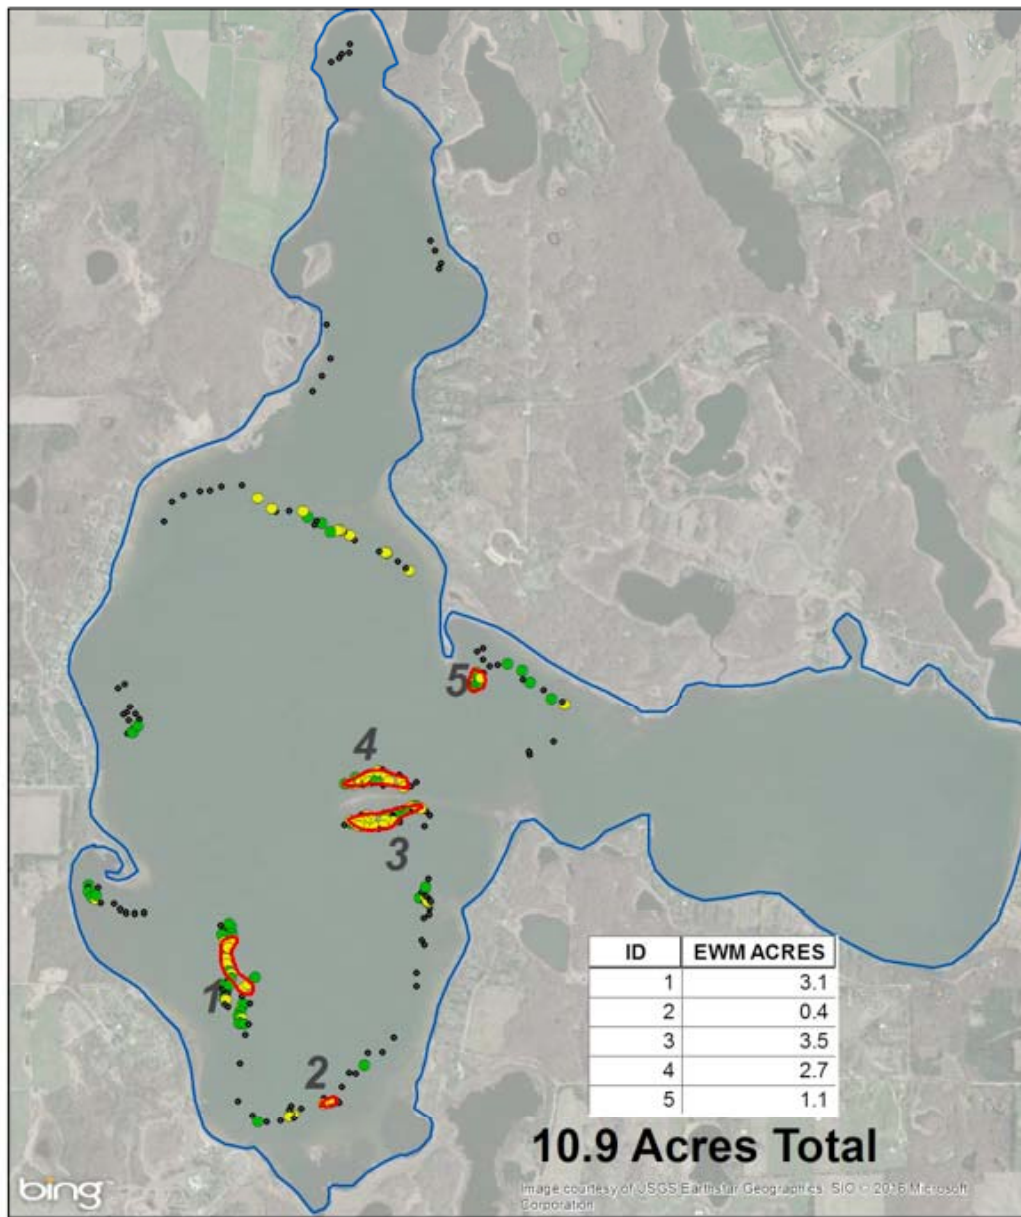 5
4
3
1
2
ID EWM ACRES
1 3.1
2 0.4
3 3.5
4 2.7
5 1.1
10.9 Acres Total
bing
Image courtesy of USGS Earthstar Geographics SIO © 2016 Microsoft
Corporation